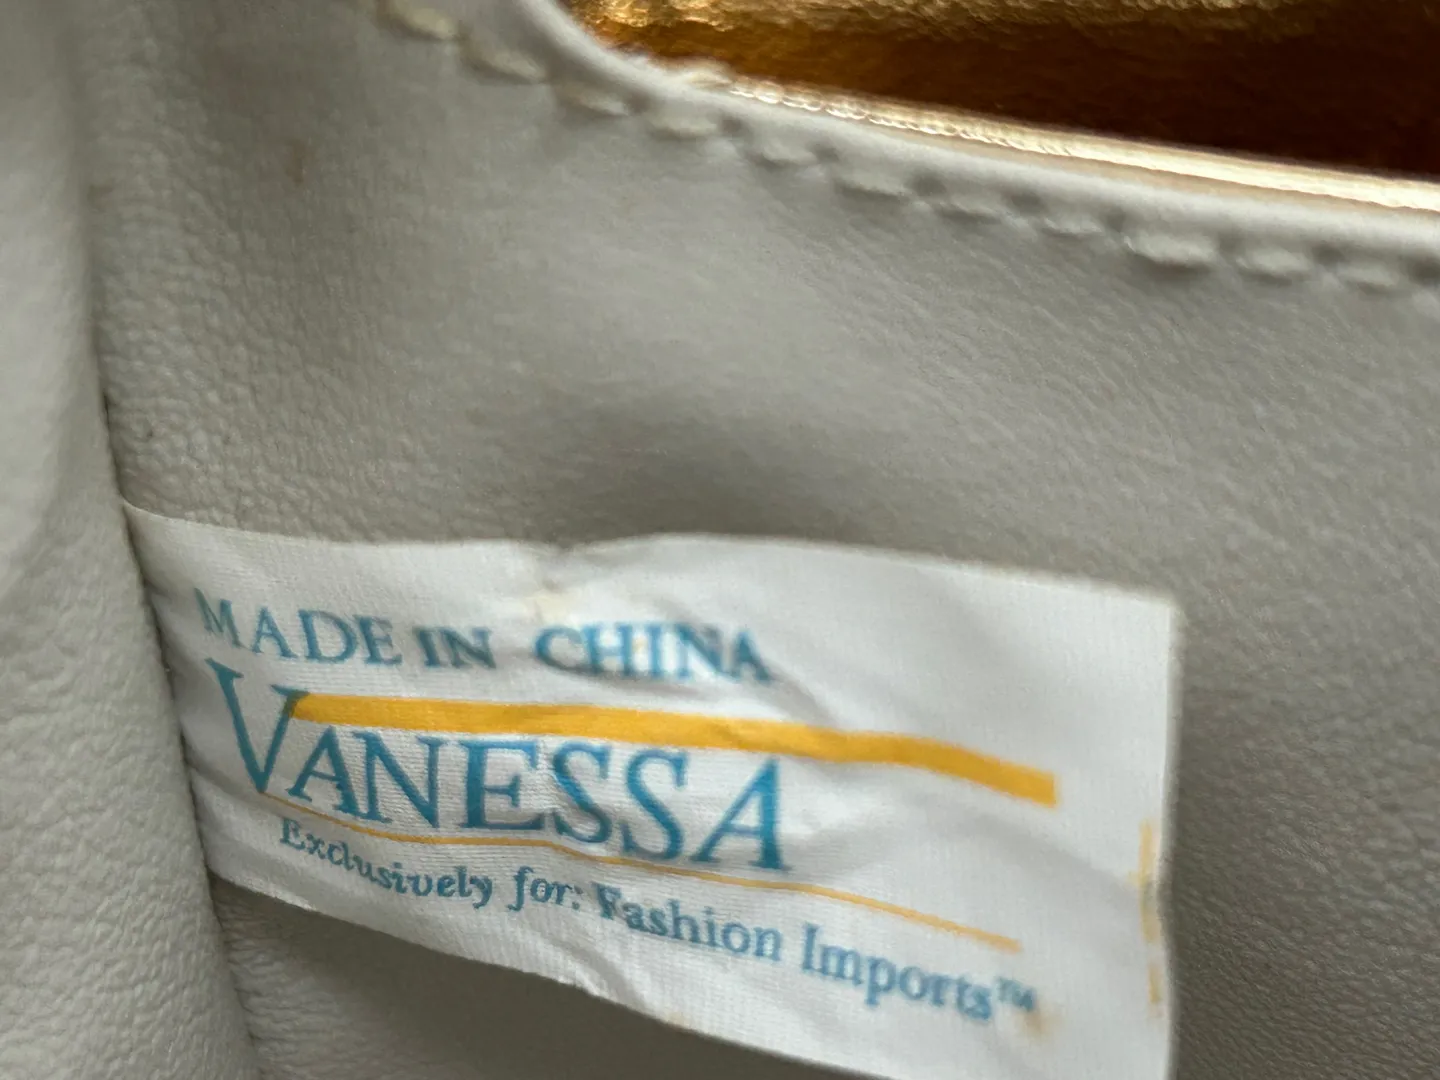 MADE IN CHINA
VANESSA
Exclusively for: Fashion Imports™